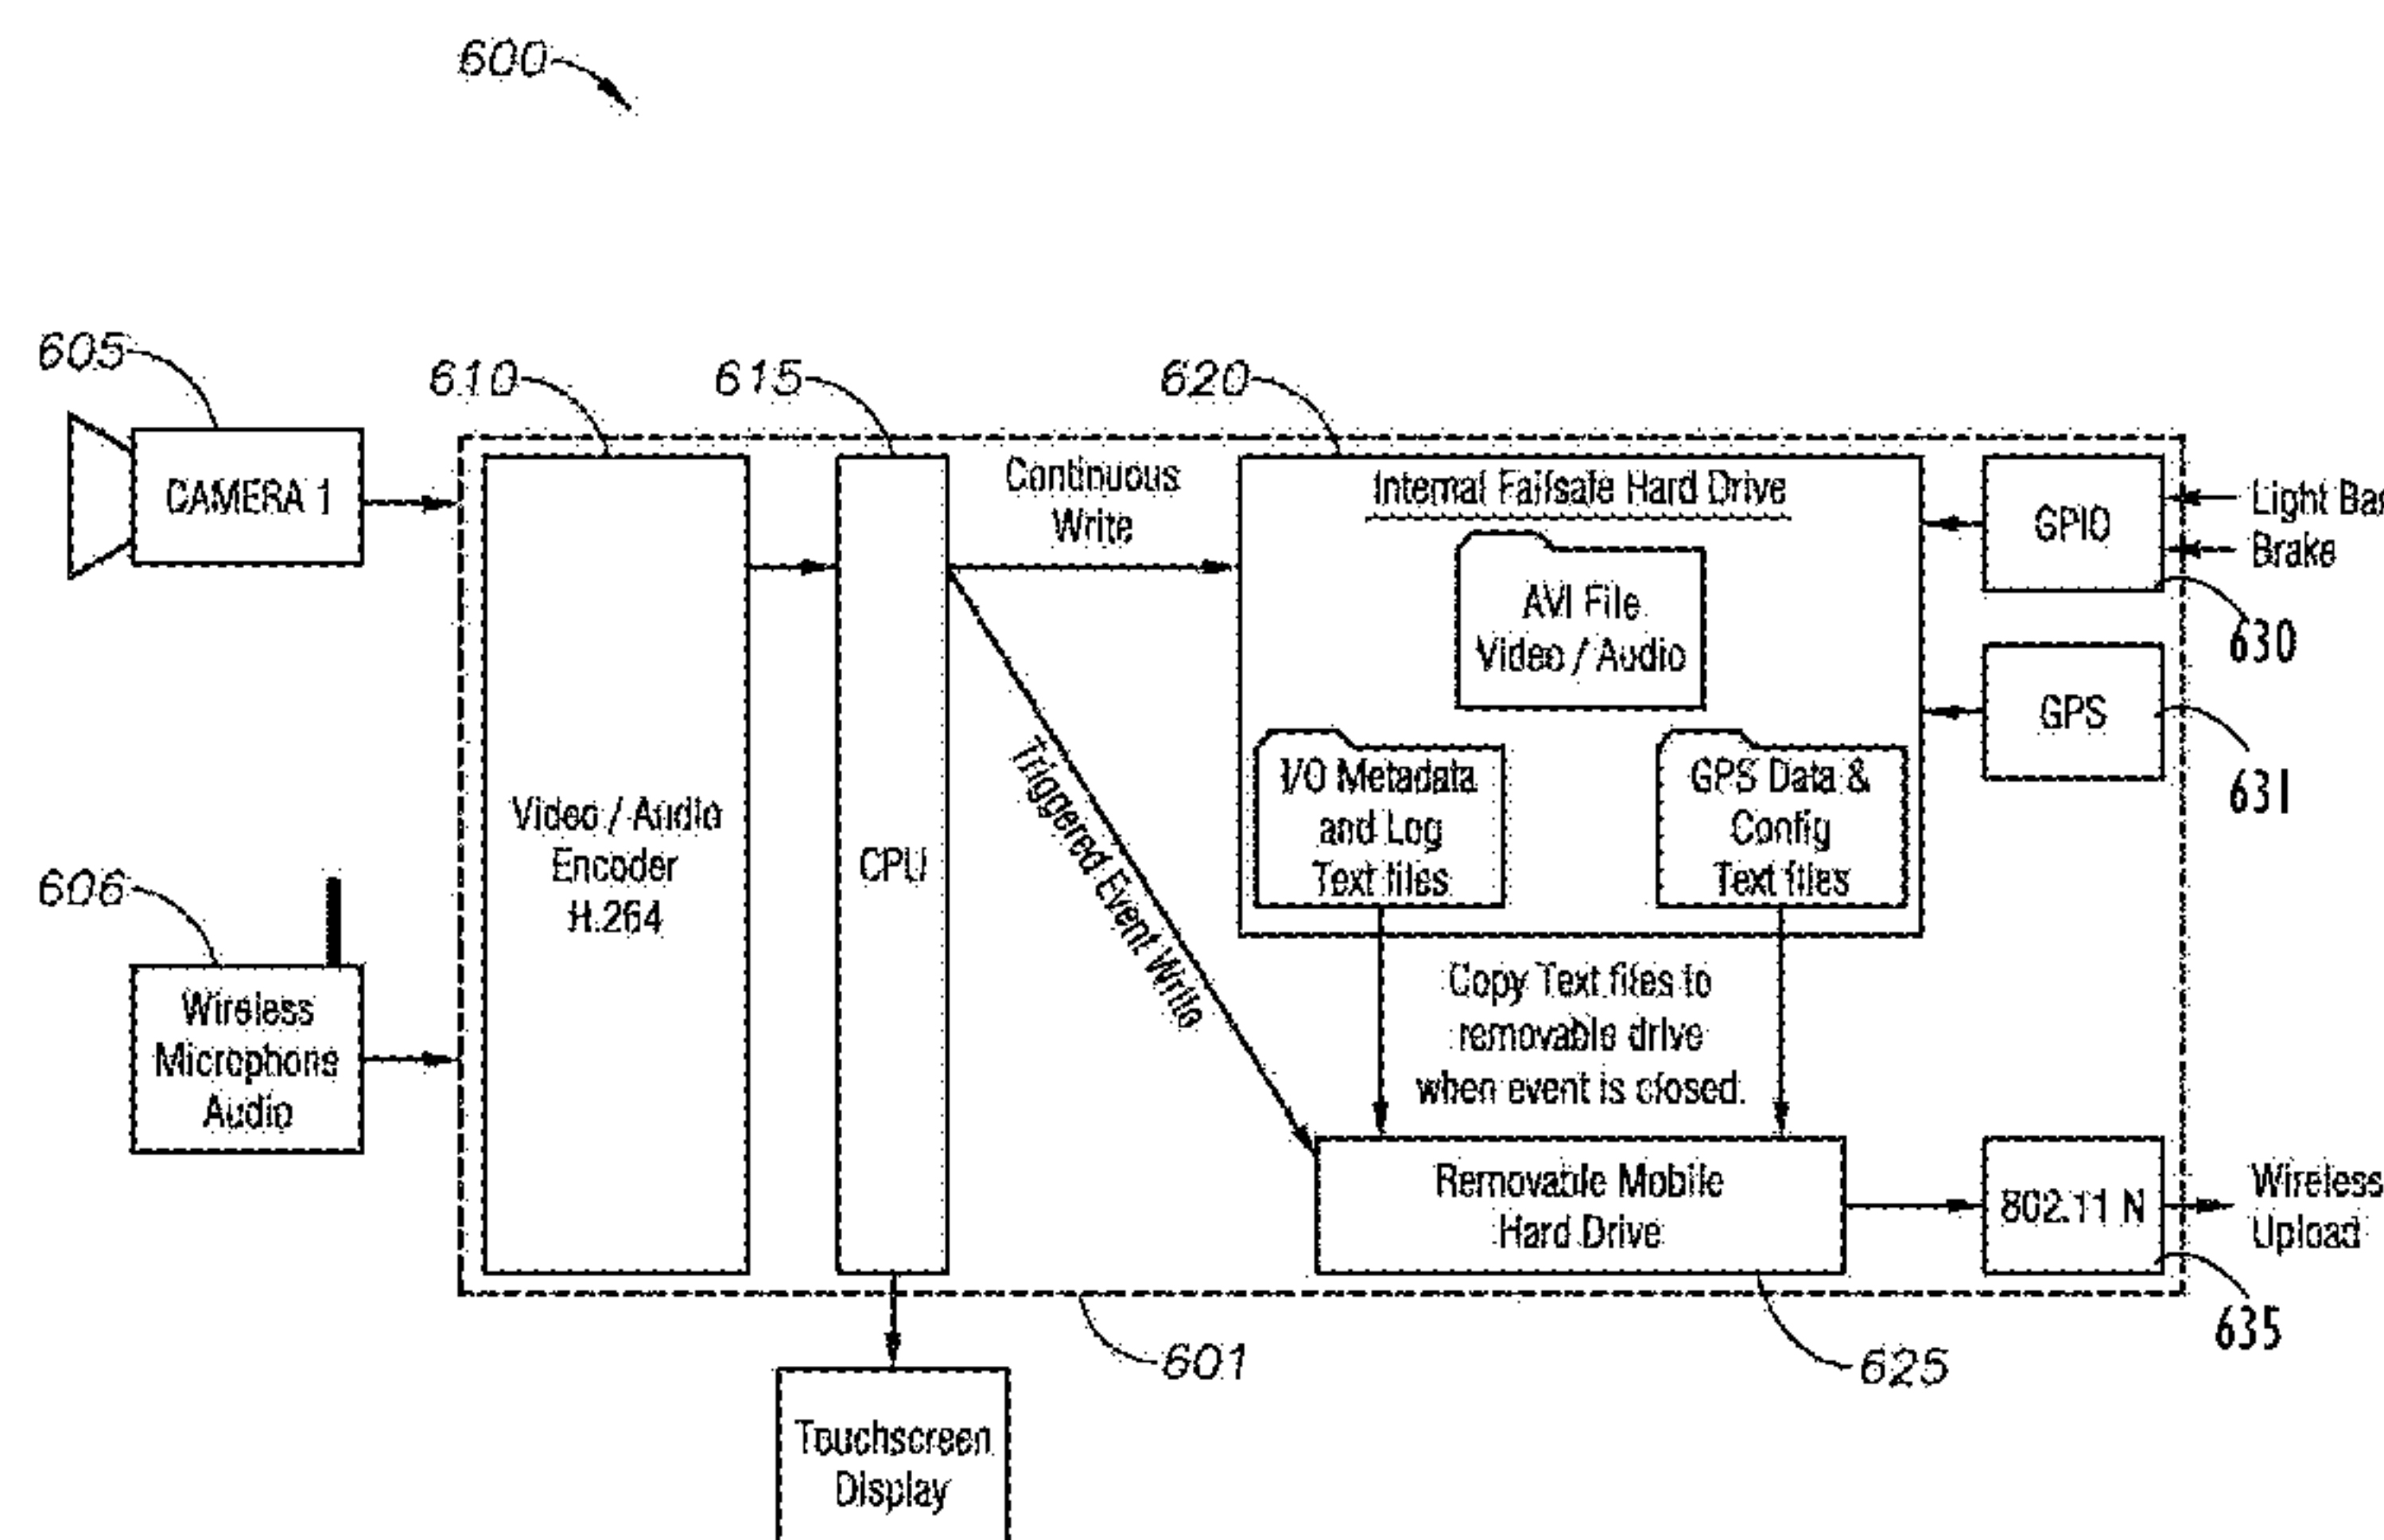 600
605
610
615
620
CAMERA 1
Continuous
Write
Internal Failsafe Hard Drive
AVI File
Video / Audio
I/O Metadata
and Log
Text files
GPS Data &
Config
Text files
GPIO
Light Bar
Brake
630
GPS
631
Video / Audio
Encoder
H.264
CPU
Triggered Event Write
606
Wireless
Microphone
Audio
Copy Text files to
removable drive
when event is closed.
Removable Mobile
Hard Drive
802.11 N
Wireless
Upload
635
601
625
Touchscreen
Display